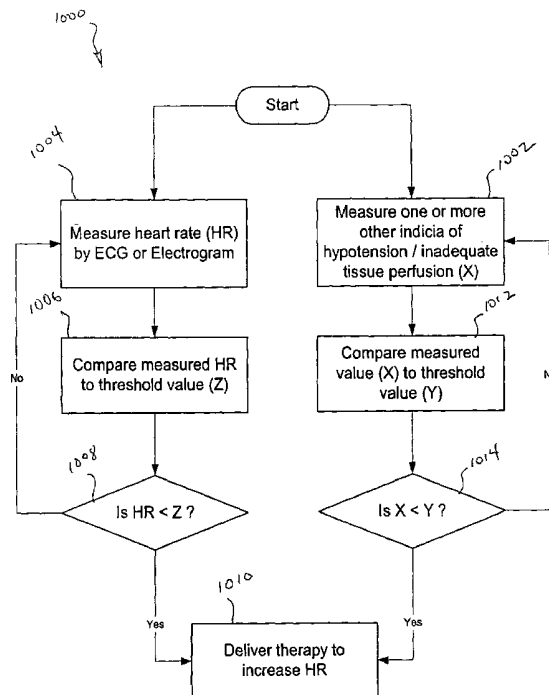 1000
Start
1004
Measure heart rate (HR)
by ECG or Electrogram
1002
Measure one or more
other indicia of
hypotension / inadequate
tissue perfusion (X)
1006
Compare measured HR
to threshold value (Z)
1012
Compare measured
value (X) to threshold
value (Y)
No
1008
Is HR < Z ?
1014
Is X < Y ?
Yes
Yes
1010
Deliver therapy to
increase HR